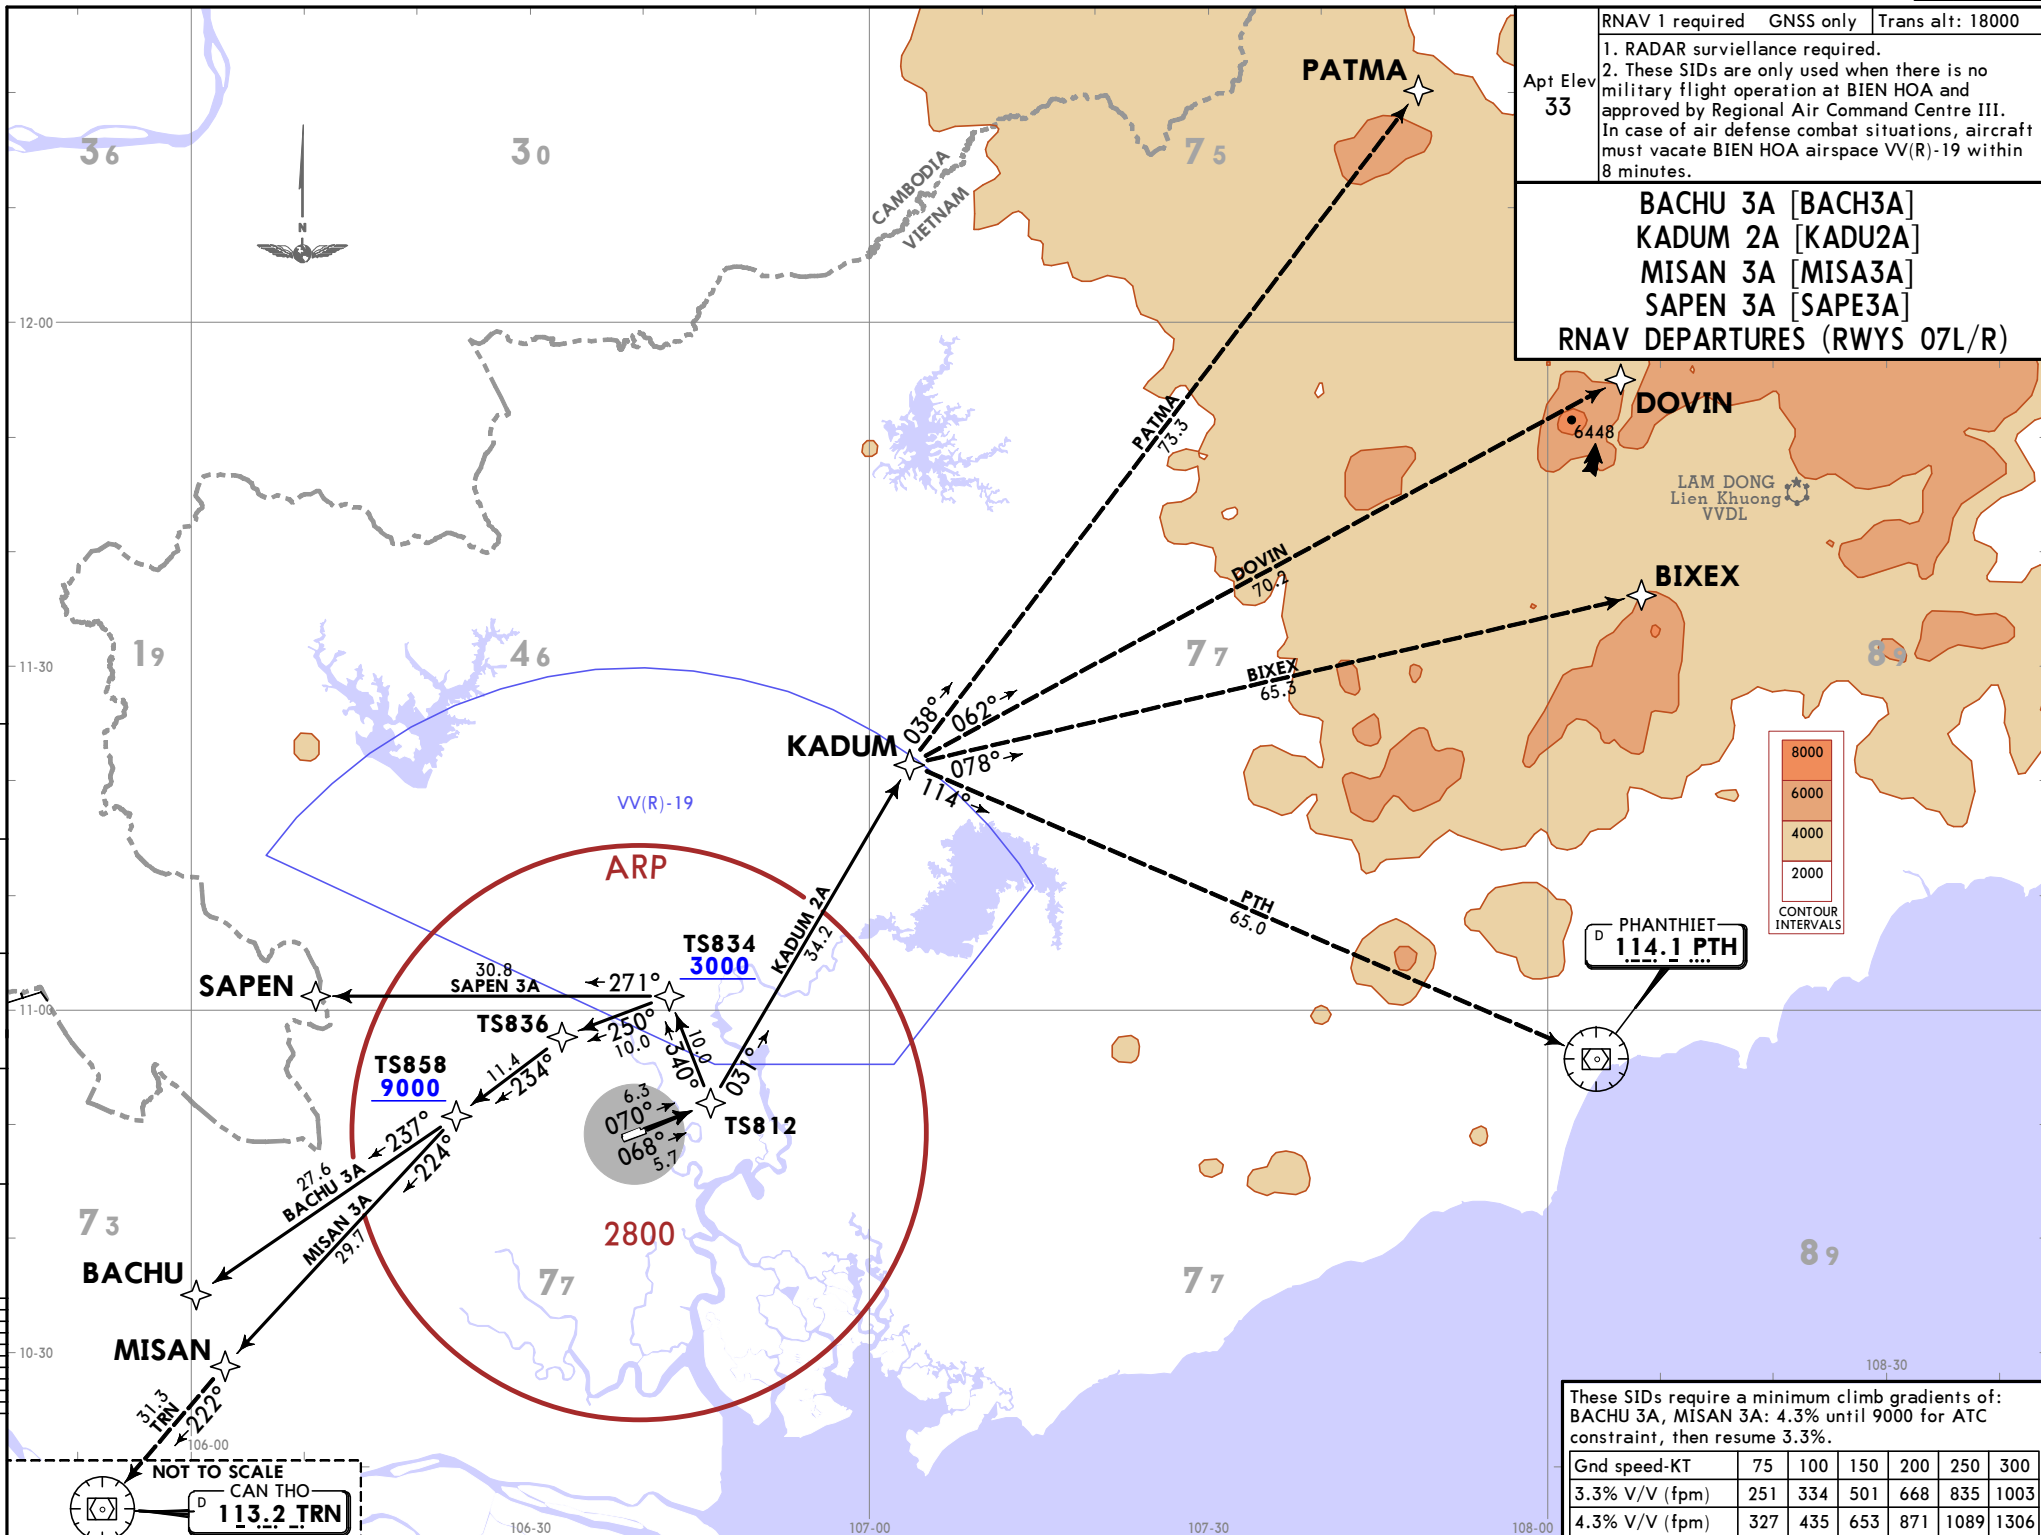 RNAV 1 required GNSS only Trans alt: 18000
Apt Elev
33
1. RADAR surviellance required.
2. These SIDs are only used when there is no
military flight operation at BIEN HOA and
approved by Regional Air Command Centre III.
In case of air defense combat situations, aircraft
must vacate BIEN HOA airspace VV(R)-19 within
8 minutes.
BACHU 3A [BACH3A]
KADUM 2A [KADU2A]
MISAN 3A [MISA3A]
SAPEN 3A [SAPE3A]
RNAV DEPARTURES (RWYS 07L/R)
PATMA
36
30
75
CAMBODIA
VIETNAM
N
12-00
DOVIN
6448
PATMA
73.3
LAM DONG
Lien Khuong
VVDL
DOVIN
70.2
BIXEX
19
46
77
89
11-30
BIXEX
65.3
038°
062°
KADUM
078°
114°
VV(R)-19
8000
6000
4000
2000
CONTOUR
INTERVALS
ARP
KADUM 2A
34.2
PTH
65.0
PHANTHIET
D 114.1 PTH
TS834
3000
30.8
SAPEN 3A
271°
SAPEN
11-00
TS836
250°
10.0
10.0
340°
031°
TS858
9000
11.4
234°
6.3
070°
068°
5.7
TS812
237°
224°
27.6
BACHU 3A
MISAN 3A
29.7
73
2800
77
77
89
BACHU
MISAN
10-30
108-30
31.3
TRN
222°
106-00
NOT TO SCALE
CAN THO
D 113.2 TRN
106-30
107-00
107-30
108-00
These SIDs require a minimum climb gradients of:
BACHU 3A, MISAN 3A: 4.3% until 9000 for ATC
constraint, then resume 3.3%.
Gnd speed-KT 75 100 150 200 250 300
3.3% V/V (fpm) 251 334 501 668 835 1003
4.3% V/V (fpm) 327 435 653 871 1089 1306